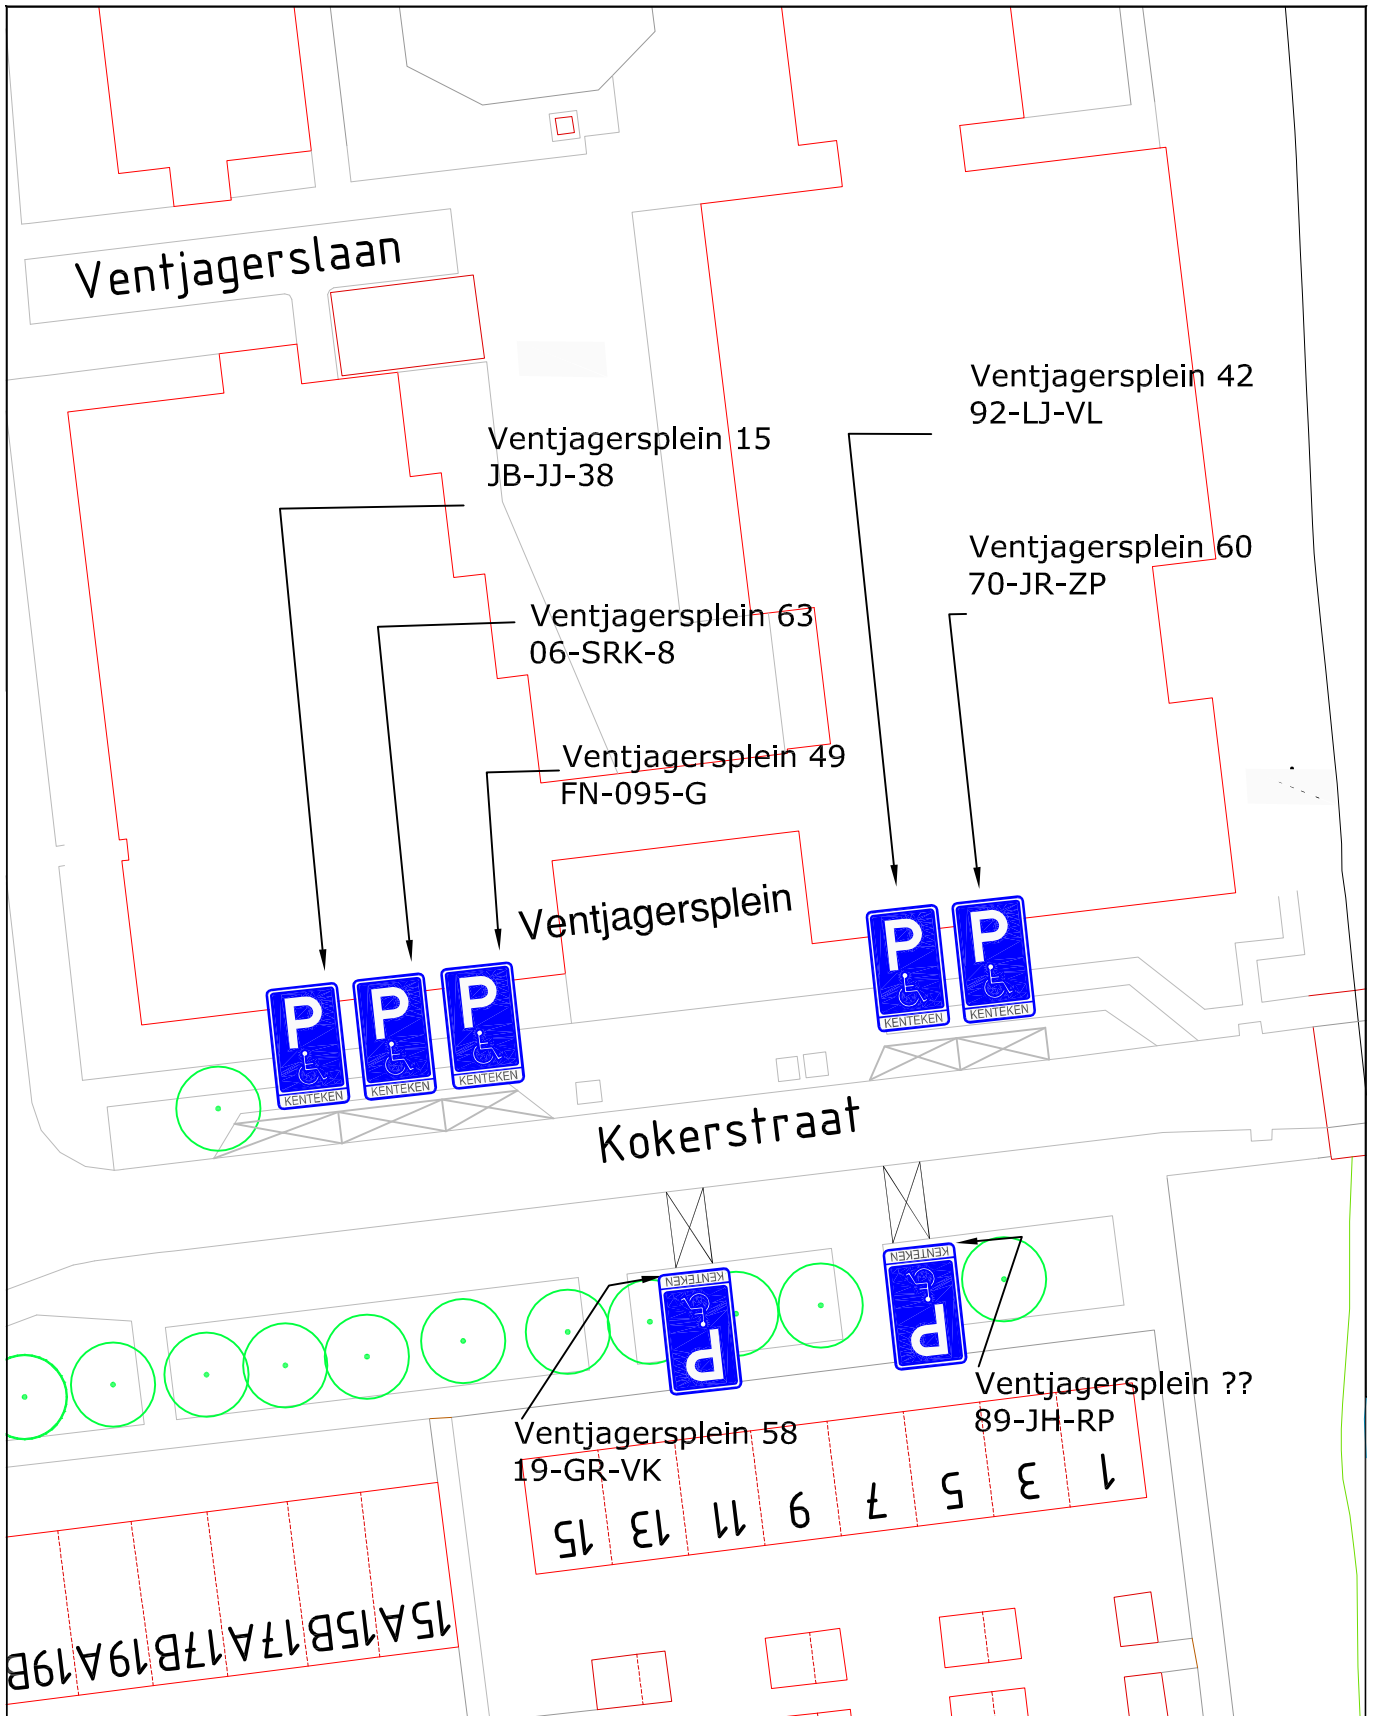 Ventjagerslaan
Ventjagersplein 42
92-LJ-VL
Ventjagersplein 15
JB-JJ-38
Ventjagersplein 60
70-JR-ZP
Ventjagersplein 63
06-SRK-8
Ventjagersplein 49
FN-095-G
Ventjagersplein
P
KENTEKEN
P
KENTEKEN
P
KENTEKEN
P
KENTEKEN
P
KENTEKEN
Kokerstraat
KENTEKEN
P
KENTEKEN
P
Ventjagersplein ??
89-JH-RP
Ventjagersplein 58
19-GR-VK
15
13
11
9
7
5
3
1
19B
19A
17B
17A
15B
15A